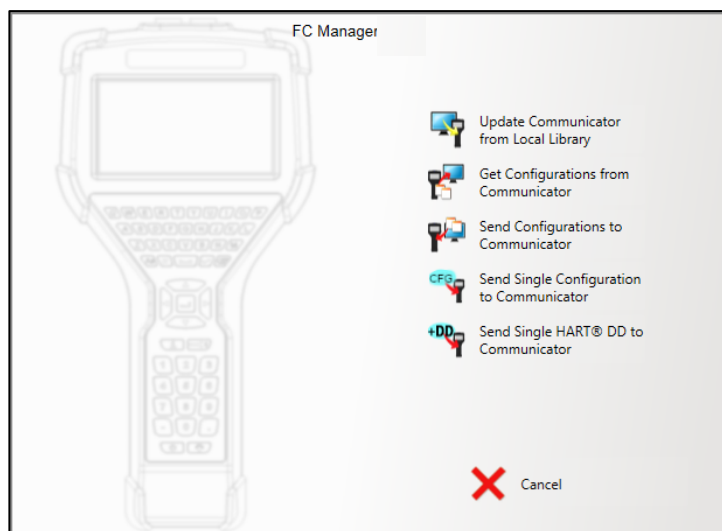 FC Manager
Update Communicator
from Local Library
Get Configurations from
Communicator
Send Configurations to
Communicator
CFG
Send Single Configuration
to Communicator
+DD
Send Single HART® DD to
Communicator
Cancel